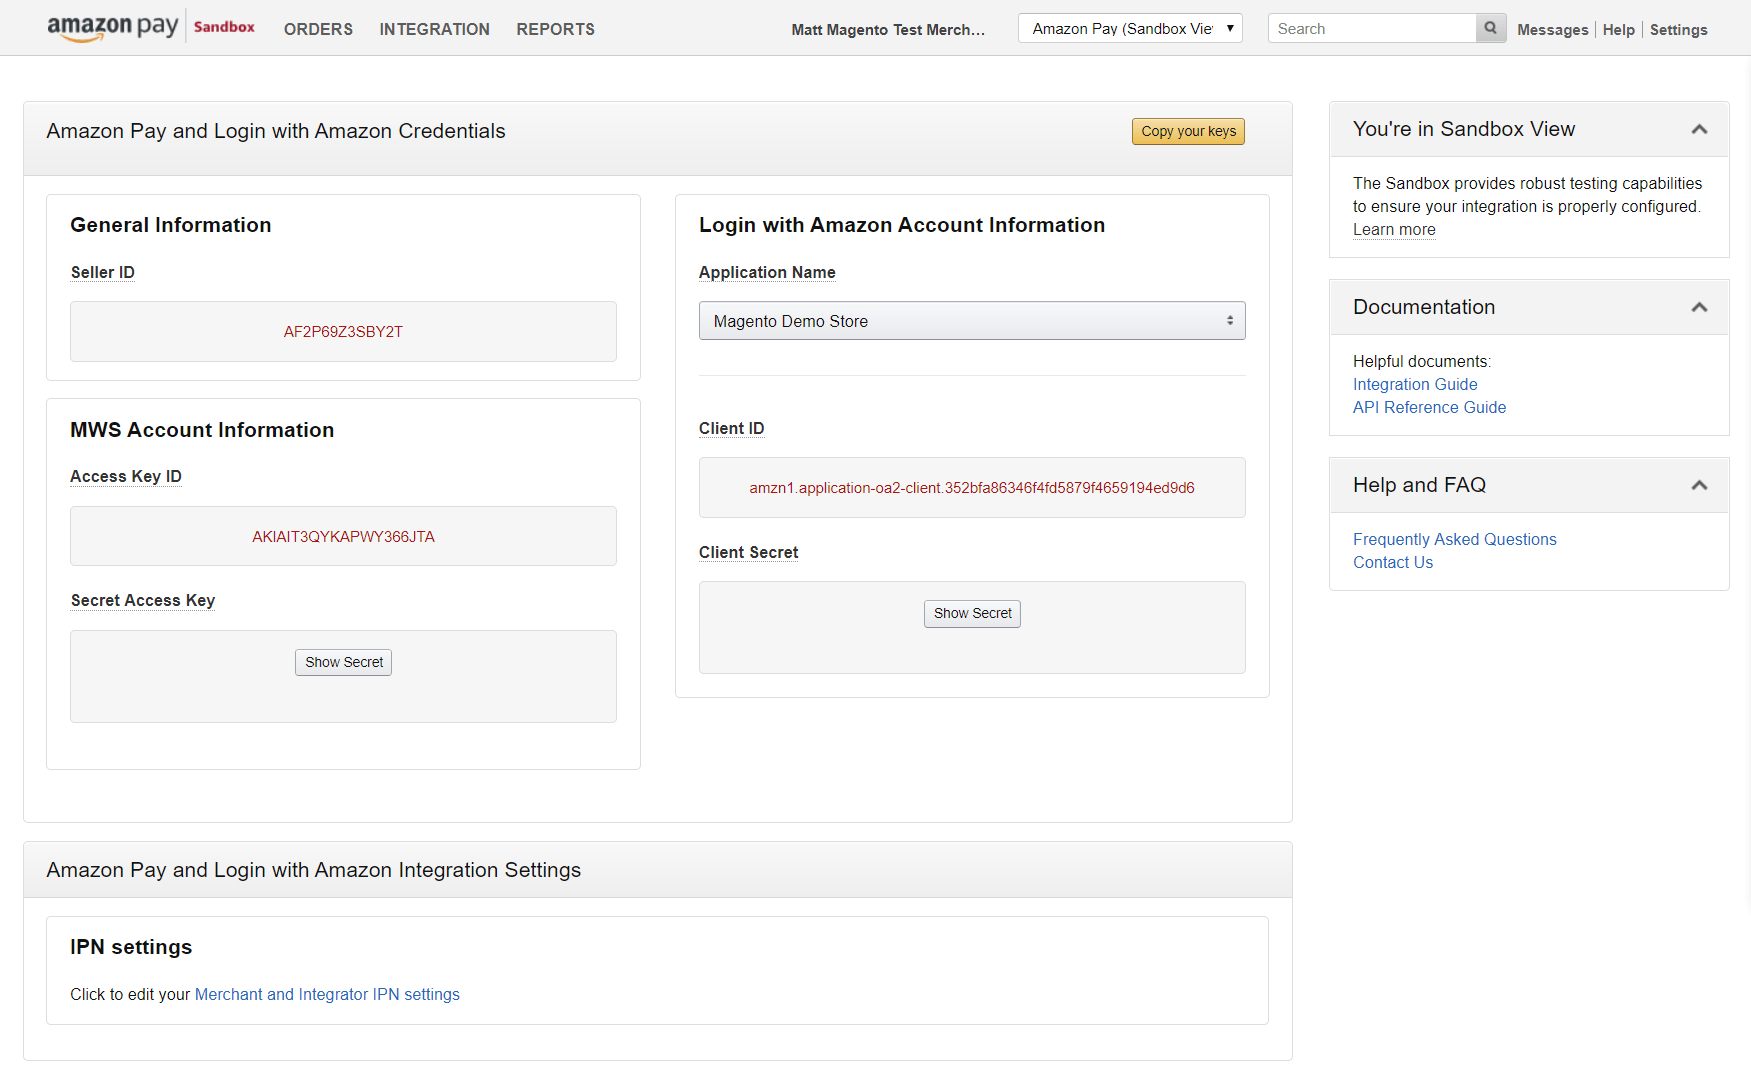 amazon pay Sandbox ORDERS INTEGRATION REPORTS Matt Magento Test Merch... Amazon Pay (Sandbox Vie Search Messages Help Settings
Amazon Pay and Login with Amazon Credentials
Copy your keys
General Information
Seller ID
AF2P69Z3SBY2T
MWS Account Information
Access Key ID
AKIAIT3QYKAPWY366JTA
Secret Access Key
Show Secret
Login with Amazon Account Information
Application Name
Magento Demo Store
Client ID
amzn1.application-oa2-client.352bfa86346f4fd5879f4659194ed9d6
Client Secret
Show Secret
Amazon Pay and Login with Amazon Integration Settings
IPN settings
Click to edit your Merchant and Integrator IPN settings
You're in Sandbox View
The Sandbox provides robust testing capabilities
to ensure your integration is properly configured.
Learn more
Documentation
Helpful documents:
Integration Guide
API Reference Guide
Help and FAQ
Frequently Asked Questions
Contact Us